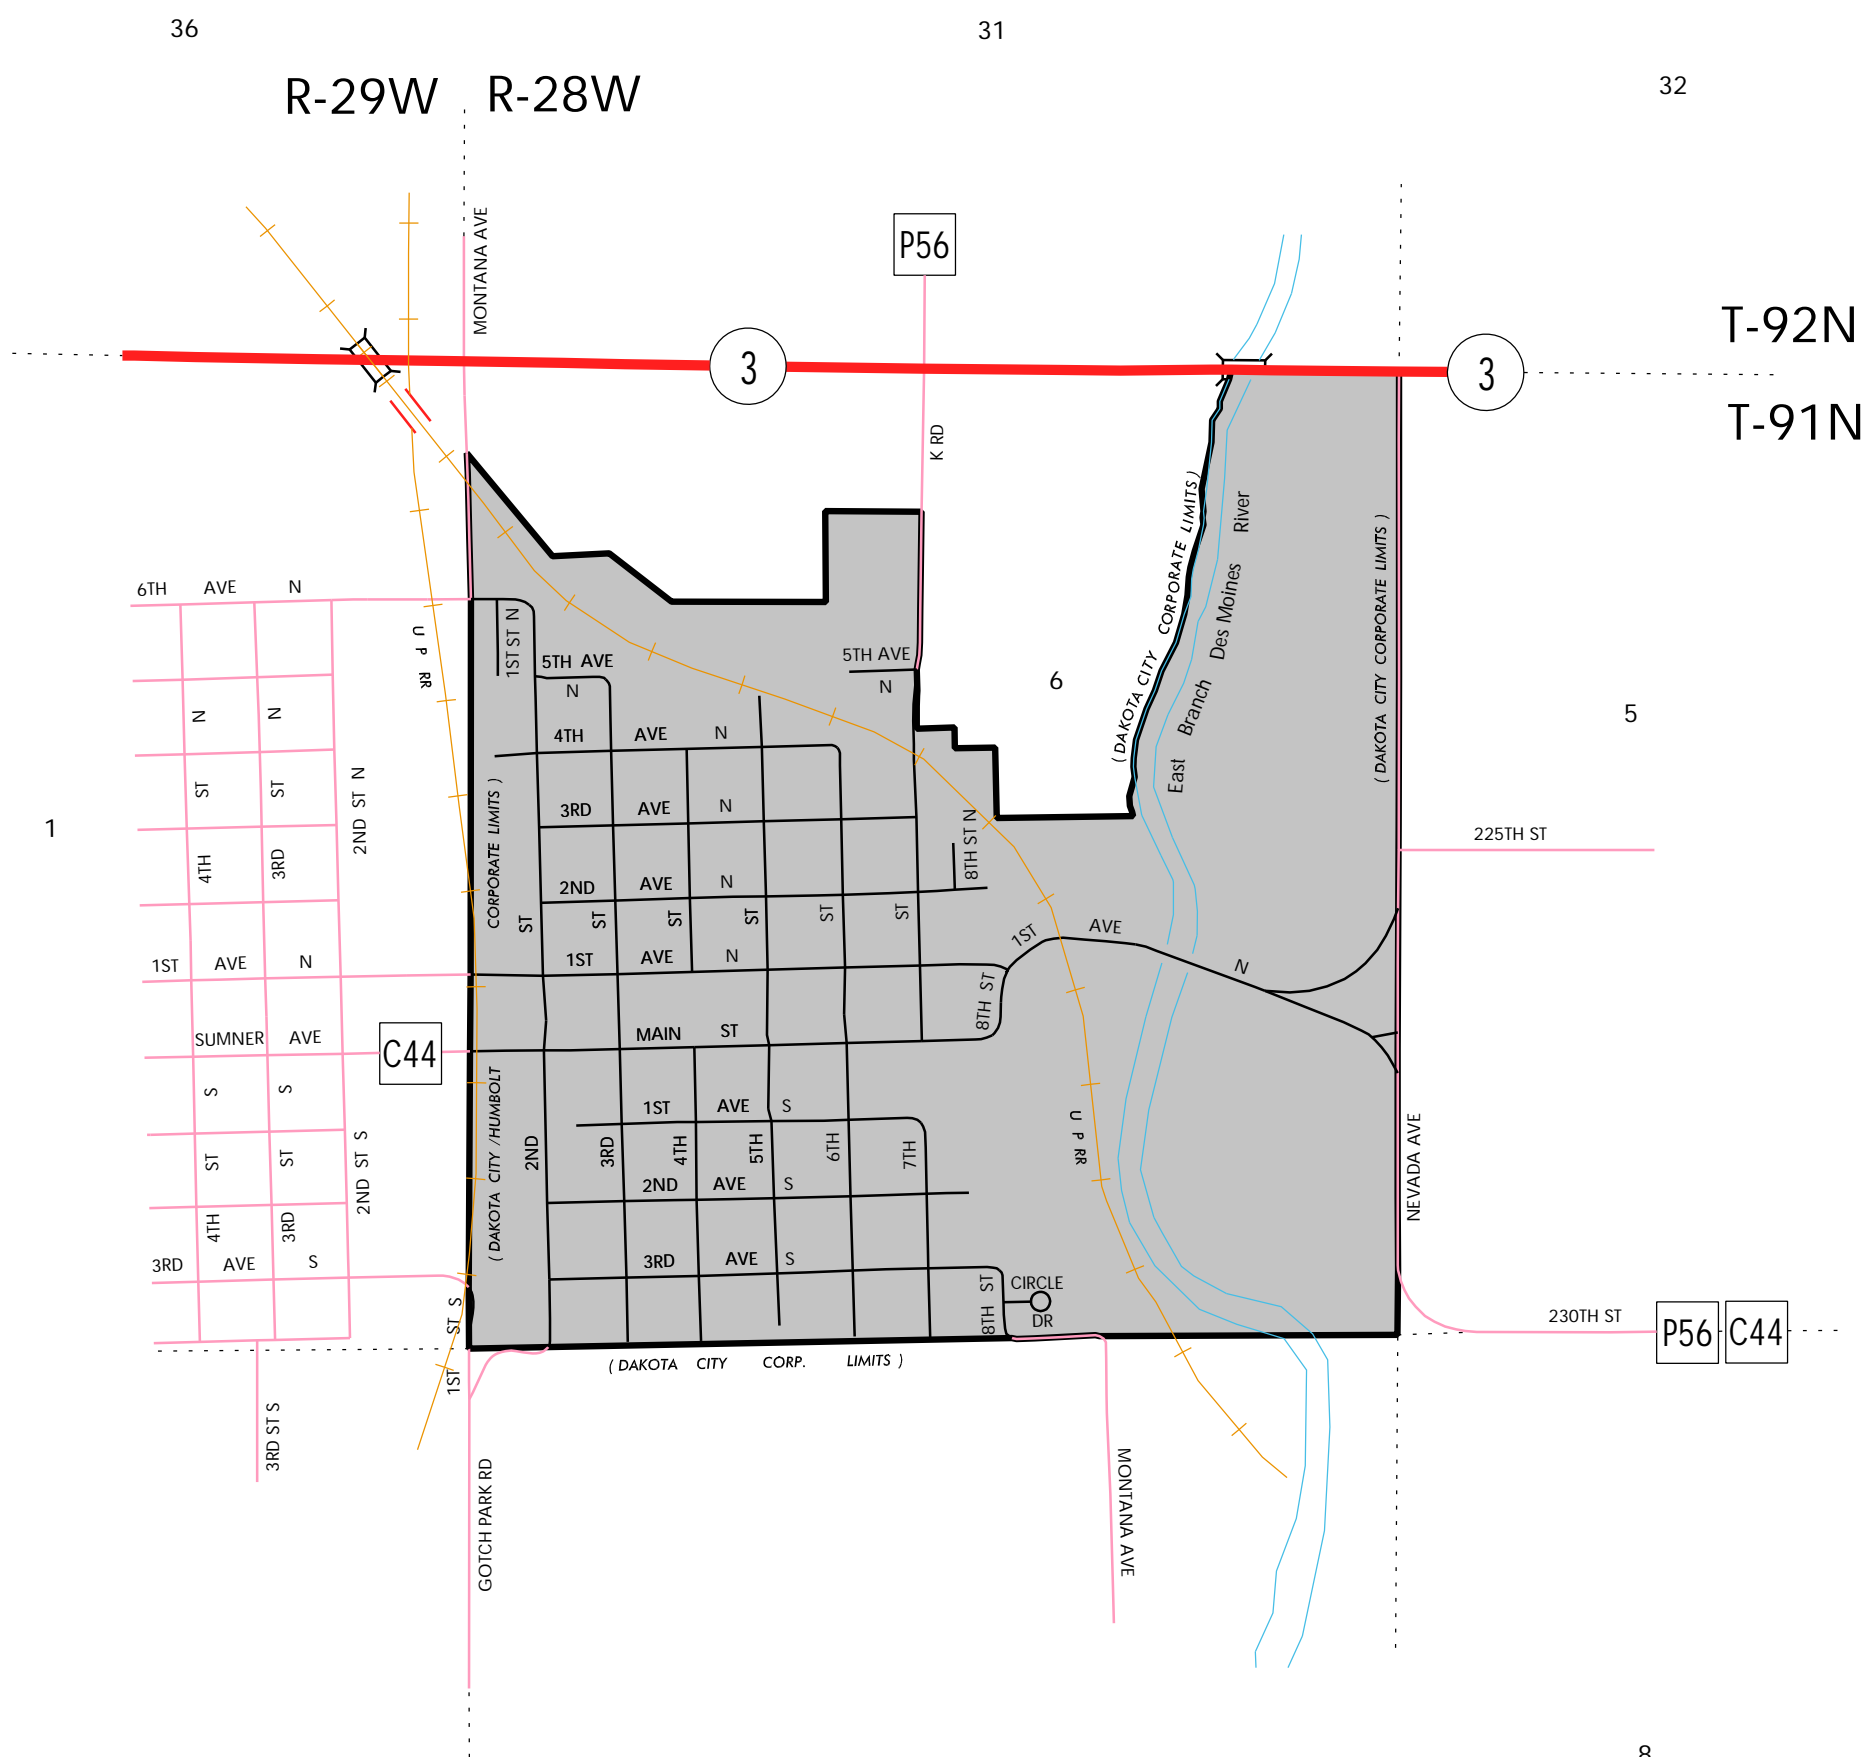 36
31
32
R-29W
R-28W
MONTANA AVE
P56
T-92N
3
3
T-91N
K RD
(DAKOTA CITY CORPORATE LIMITS)
East Branch Des Moines River
(DAKOTA CITY CORPORATE LIMITS)
6TH AVE N
U P RR
1ST ST N
5TH AVE N
5TH AVE N
6
5
4TH AVE N
4TH ST N
3RD ST N
2ND ST N
1
3RD AVE N
8TH ST N
225TH ST
2ND AVE N
ST
ST
ST
ST
ST
ST
1ST AVE N
1ST AVE N
1ST AVE N
8TH ST
SUMNER AVE
C44
MAIN ST
(DAKOTA CITY/HUMBOLT CORPORATE LIMITS)
1ST AVE S
4TH ST S
3RD ST S
2ND ST S
2ND
3RD
4TH
5TH
6TH
7TH
U P RR
NEVADA AVE
2ND AVE S
3RD AVE S
3RD AVE S
8TH ST
CIRCLE DR
1ST ST S
230TH ST
P56
C44
(DAKOTA CITY CORP. LIMITS)
3RD ST S
GOTCH PARK RD
MONTANA AVE
8